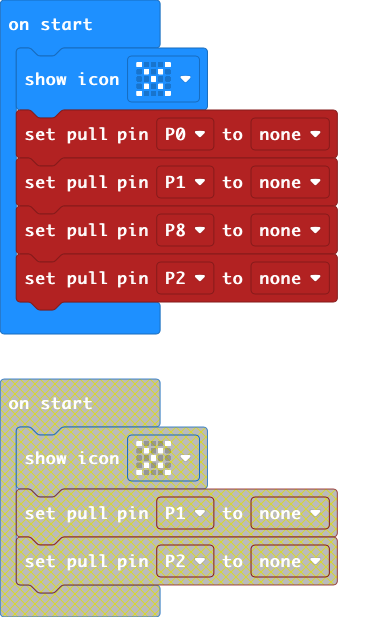 on start
show icon
set pull pin P0 to none
set pull pin P1 to none
set pull pin P8 to none
set pull pin P2 to none
on start
show icon
set pull pin P1 to none
set pull pin P2 to none